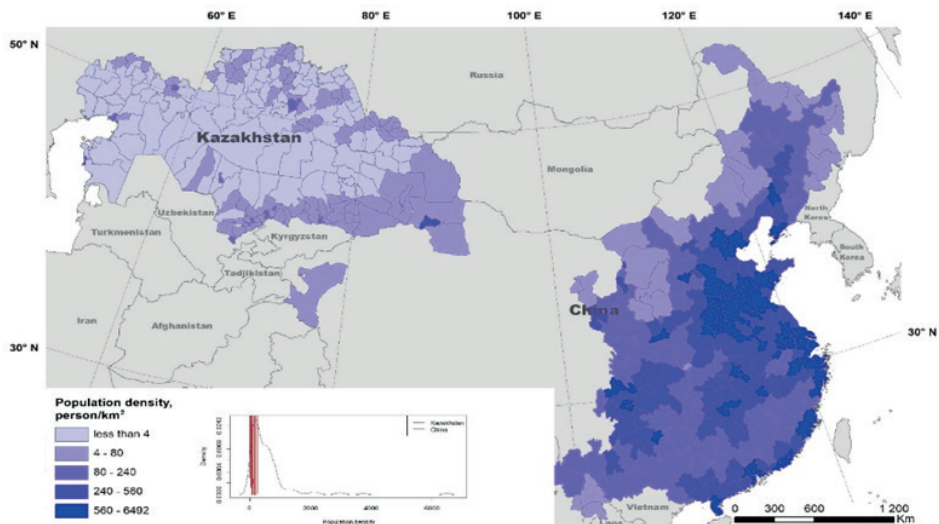 60° E
80° E
100° E
120° E
140° E
50° N
Russia
Kazakhstan
Mongolia
Uzbekistan
North
Korea
Turkmenistan
Kyrgyzstan
South
Korea
Tadjikistan
China
Iran
Afghanistan
30° N
30° N
Population density,
person/km²
less than 4
4 - 80
80 - 240
240 - 560
560 - 6492
Kazakhstan
China
Density
0
2000
4000
6000
Population density
Vietnam
0
300
600
1 200
Km